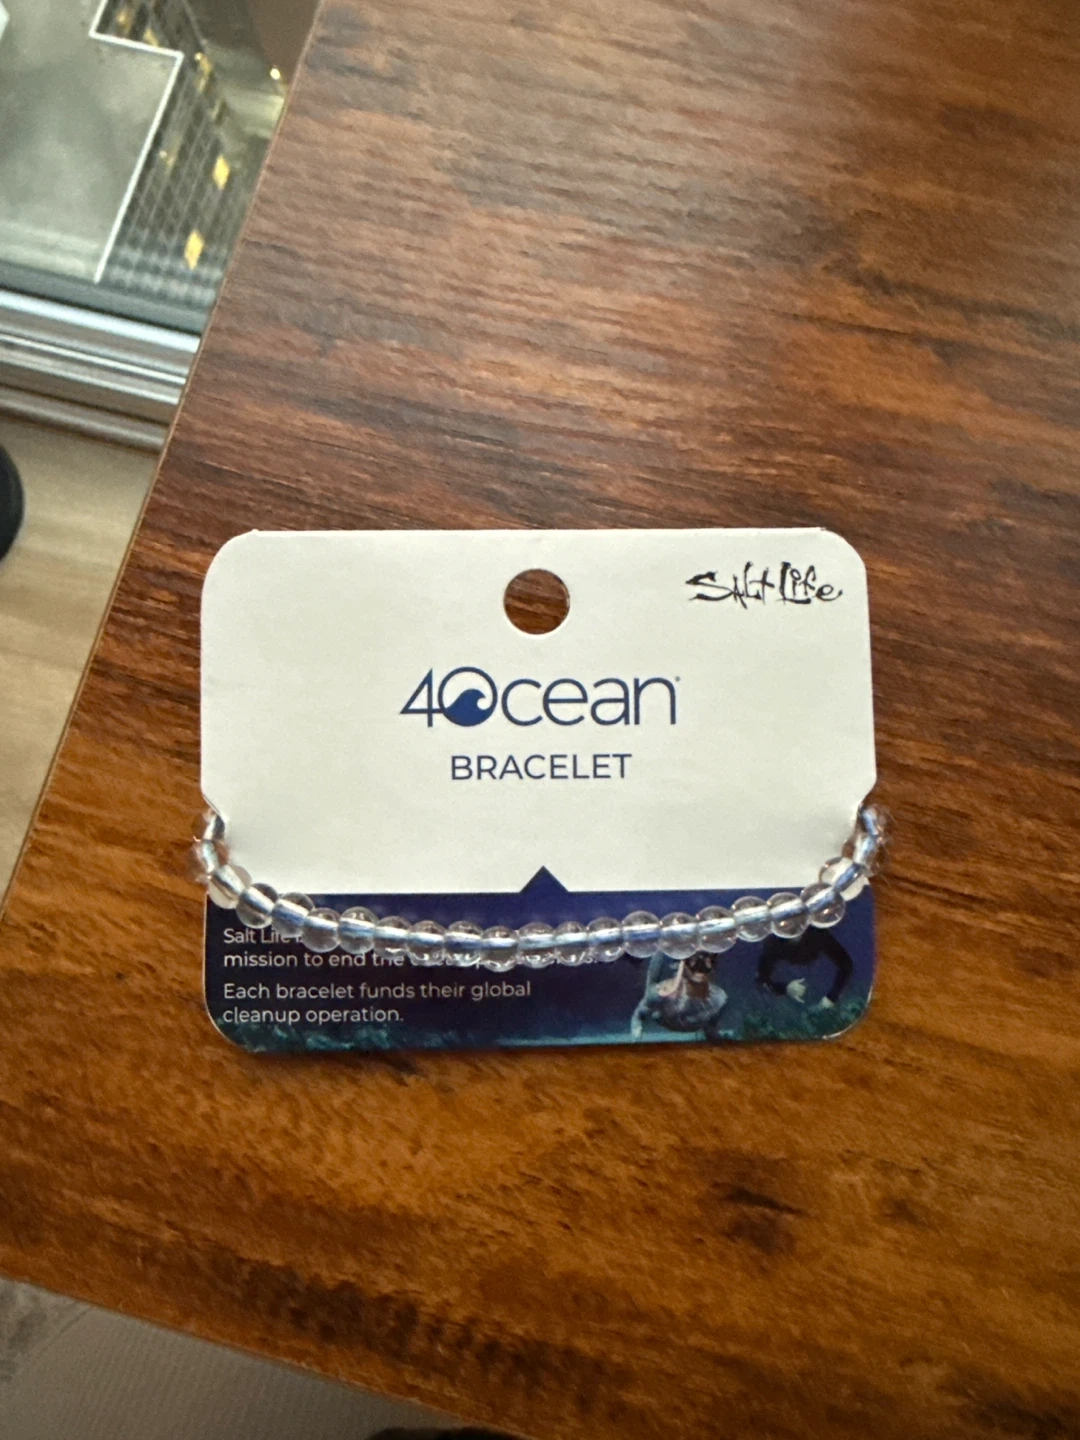 Salt Life
4Ocean
BRACELET
Salt Life
mission to end the
Each bracelet funds their global
cleanup operation.